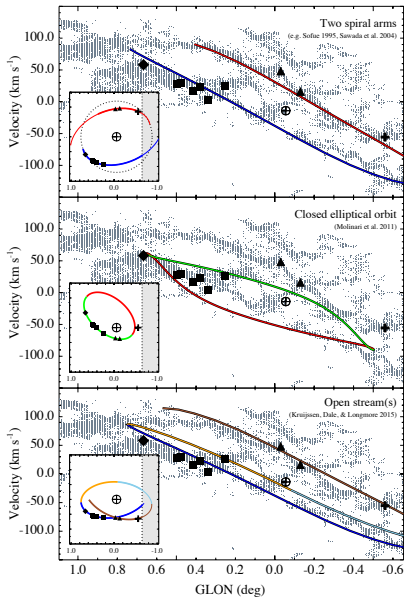 Two spiral arms
(e.g. Sofue 1995, Sawada et al. 2004)
100.0
50.0
0.0
-50.0
-100.0
Velocity (km s-1)
1.0 0.0 -1.0
Closed elliptical orbit
(Molinari et al. 2011)
100.0
50.0
0.0
-50.0
-100.0
Velocity (km s-1)
1.0 0.0 -1.0
Open stream(s)
(Kruijssen, Dale, & Longmore 2015)
100.0
50.0
0.0
-50.0
-100.0
Velocity (km s-1)
1.0 0.0 -1.0
1.0 0.8 0.6 0.4 0.2 0.0 -0.2 -0.4 -0.6
GLON (deg)